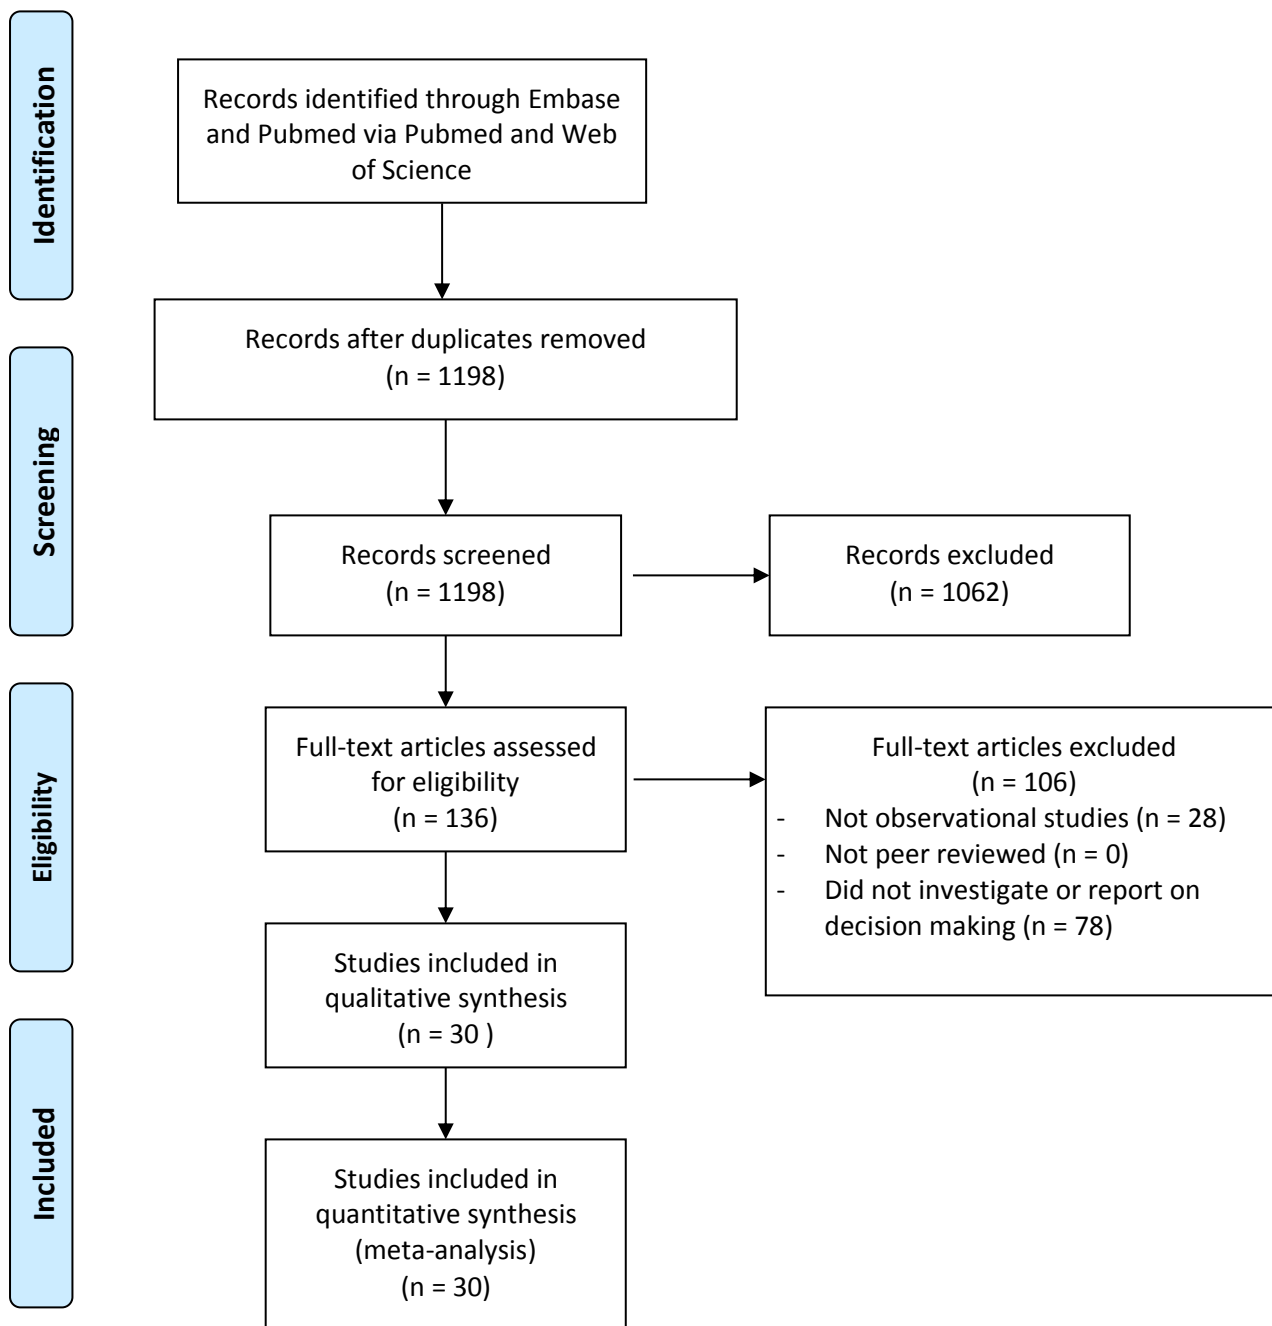 Identification
Records identified through Embase
and Pubmed via Pubmed and Web
of Science
Records after duplicates removed
(n = 1198)
Screening
Records screened
(n = 1198)
Records excluded
(n = 1062)
Eligibility
Full-text articles assessed
for eligibility
(n = 136)
Full-text articles excluded
(n = 106)
- Not observational studies (n = 28)
- Not peer reviewed (n = 0)
- Did not investigate or report on
decision making (n = 78)
Studies included in
qualitative synthesis
(n = 30 )
Included
Studies included in
quantitative synthesis
(meta-analysis)
(n = 30)